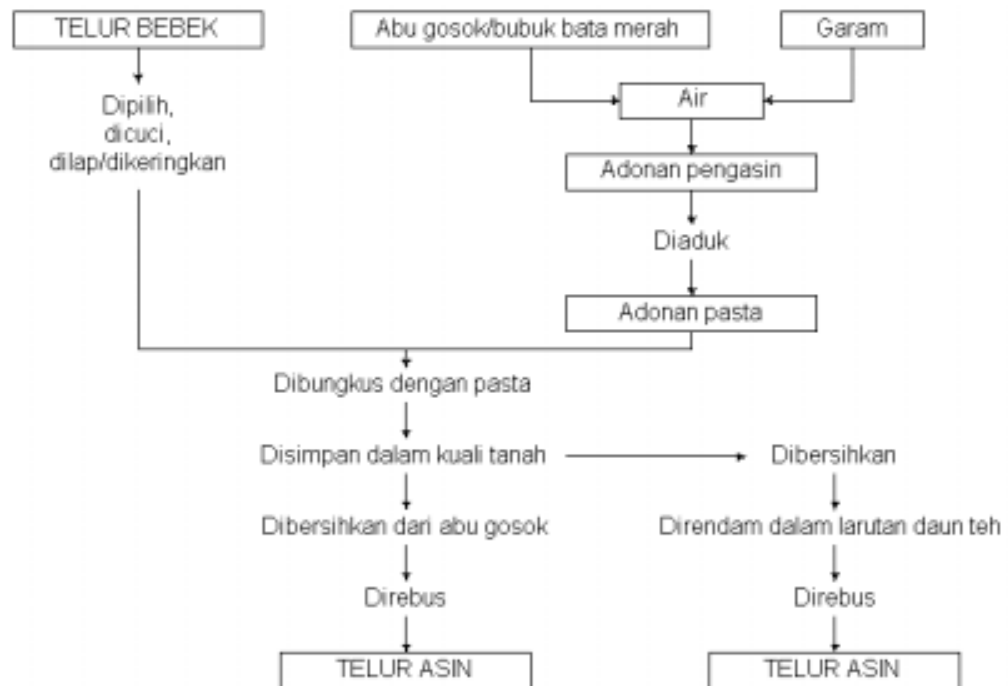 TELUR BEBEK
Abu gosok/bubuk bata merah
Garam
Dipilih,
dicuci,
dilap/dikeringkan
Air
Adonan pengasin
Diaduk
Adonan pasta
Dibungkus dengan pasta
Disimpan dalam kuali tanah
Dibersihkan
Dibersihkan dari abu gosok
Direndam dalam larutan daun teh
Direbus
Direbus
TELUR ASIN
TELUR ASIN